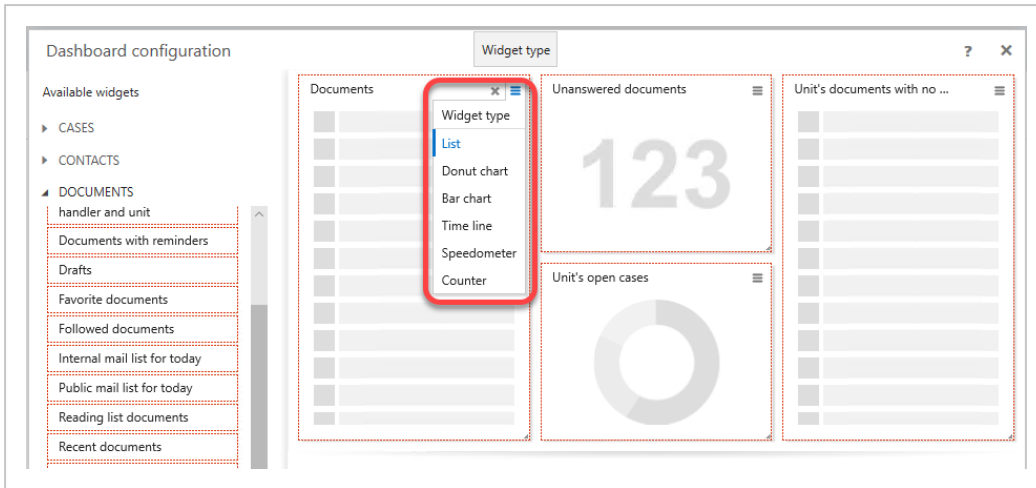 Dashboard configuration
Widget type
?
Available widgets
CASES
CONTACTS
DOCUMENTS
handler and unit
Documents with reminders
Drafts
Favorite documents
Followed documents
Internal mail list for today
Public mail list for today
Reading list documents
Recent documents
Documents
Widget type
List
Donut chart
Bar chart
Time line
Speedometer
Counter
Unanswered documents
123
Unit's open cases
Unit's documents with no ...